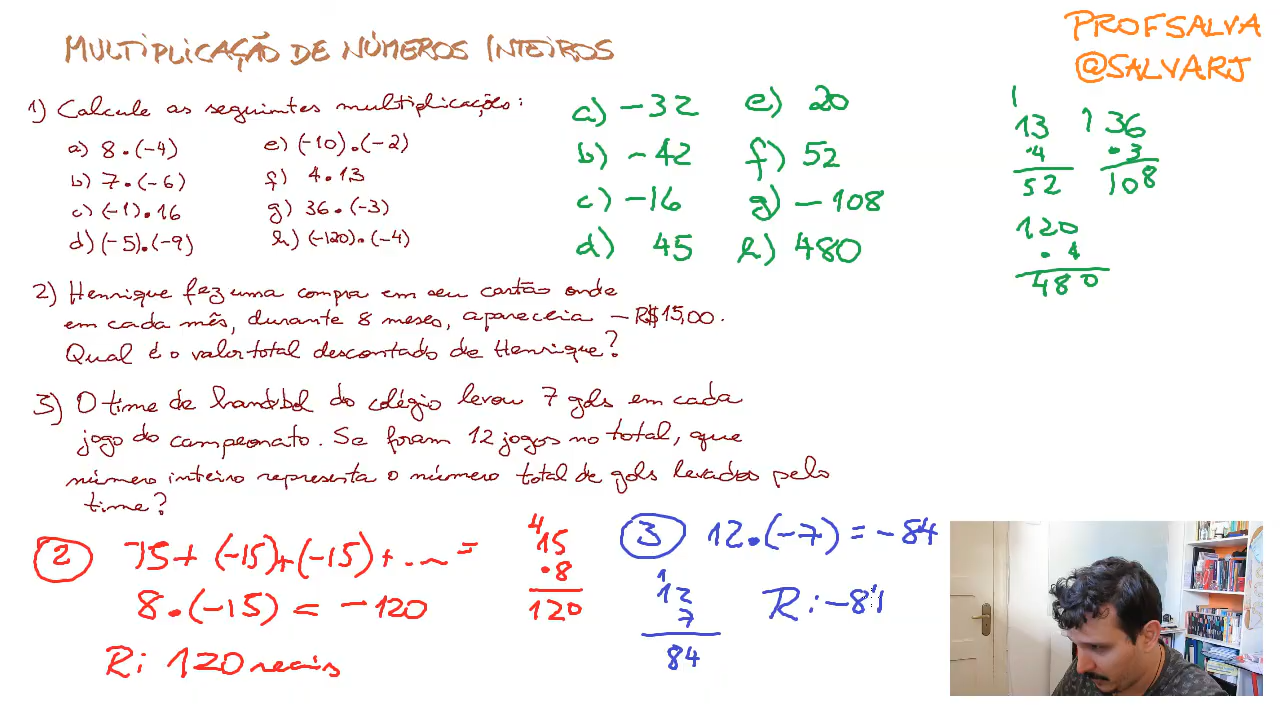 MULTIPLICAÇÃO DE NÚMEROS INTEIROS
PROFSALVA
@SALVARJ
1) Calcule as seguintes multiplicações:
a) 8 • (-4)
b) 7 • (-6)
c) (-1) • 16
d) (-5) • (-9)
e) (-10) • (-2)
f) 4 • 13
g) 36 • (-3)
h) (-120) • (-4)
a) -32
b) -42
c) -16
d) 45
e) 20
f) 52
g) -108
h) 480
1
13
•4
52
1 36
•3
108
120
• 4
480
2) Henrique fez uma compra em seu cartão onde
em cada mês, durante 8 meses, apareceria -R$15,00.
Qual é o valor total descontado de Henrique?
3) O time de handebol do colégio levou 7 gols em cada
jogo do campeonato. Se foram 12 jogos no total, que
número inteiro representa o número total de gols levados pelo
time?
2 15 + (-15) + (-15) + ... =
8 • (-15) = -120
R: 120 reais
4
15
•8
120
3 12 • (-7) = -84
1
12
7
84
R: -84